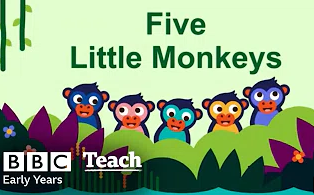 Five
Little Monkeys
BBC Teach
Early Years